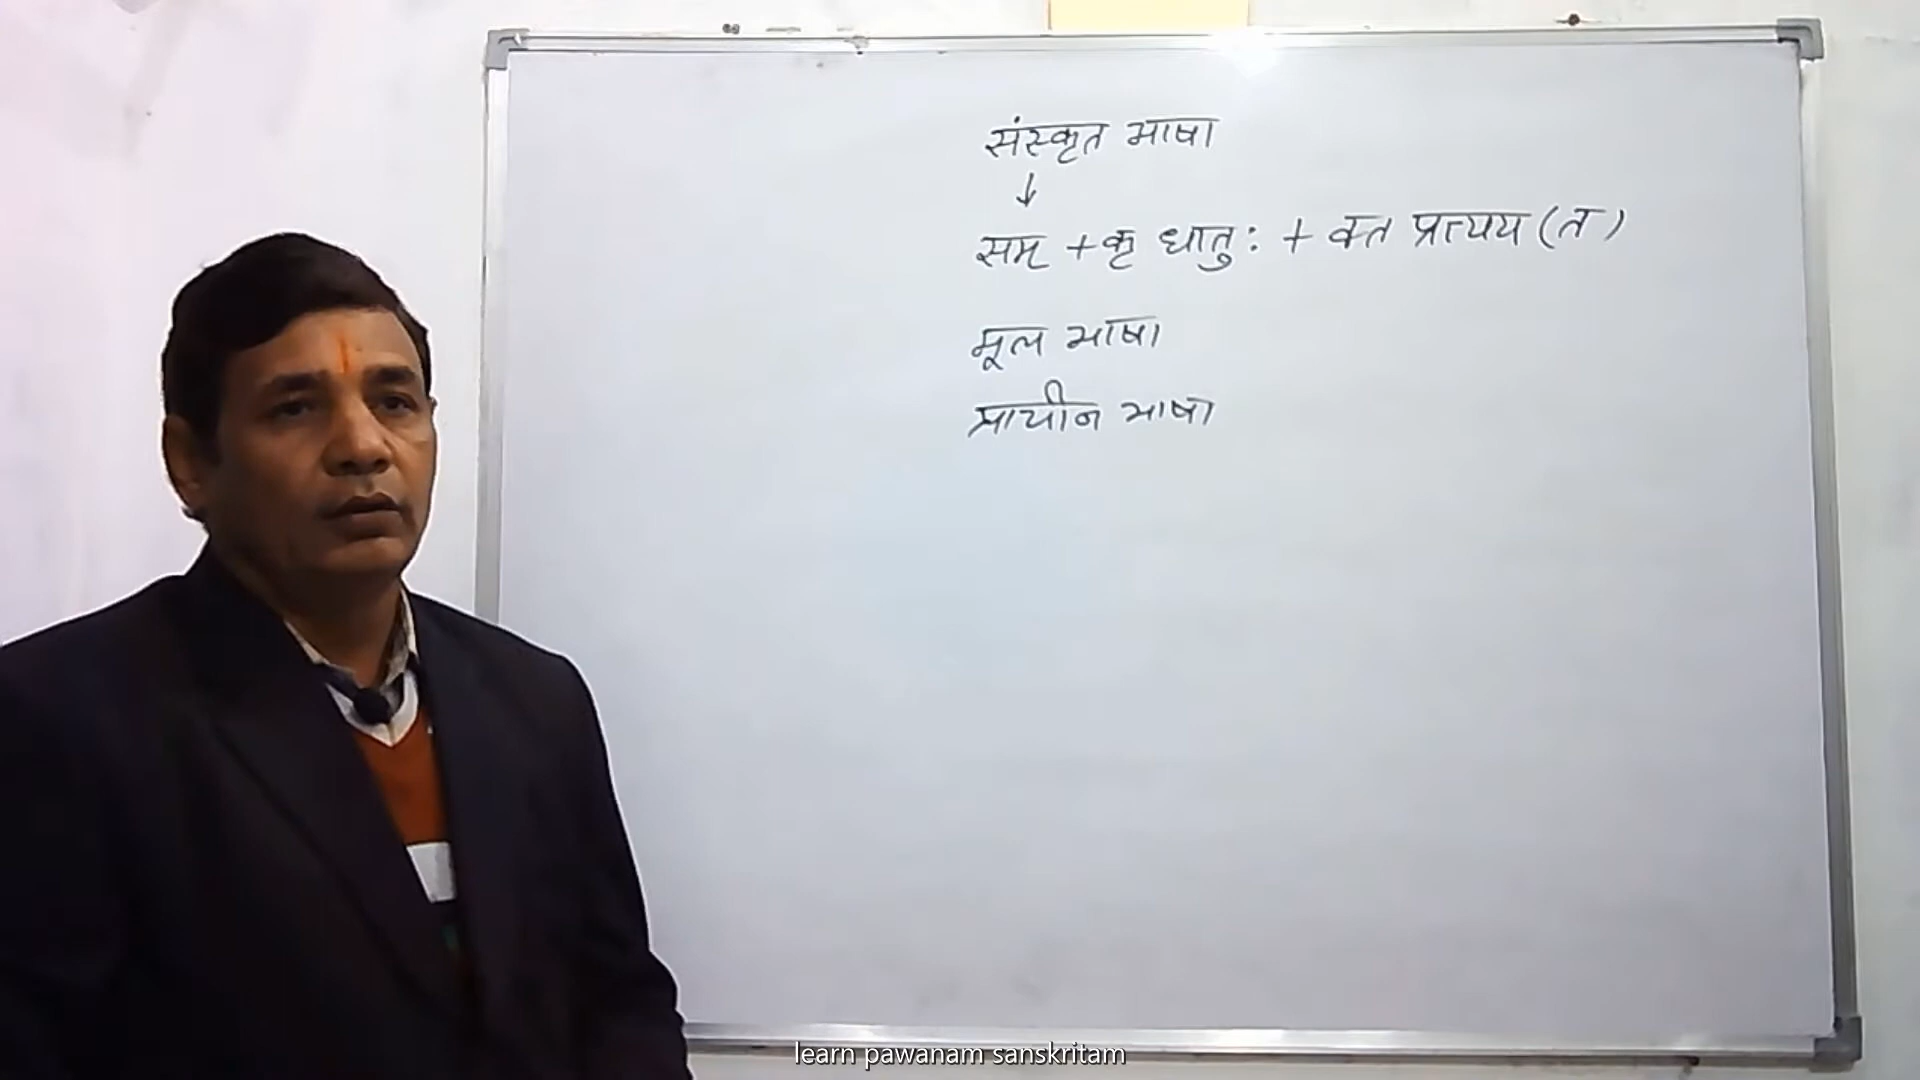 संस्कृत भाषा
↓
सम् + कृ धातु: + क्त प्रत्यय (त)
मूल भाषा
प्राचीन भाषा
learn pawanam sanskritam